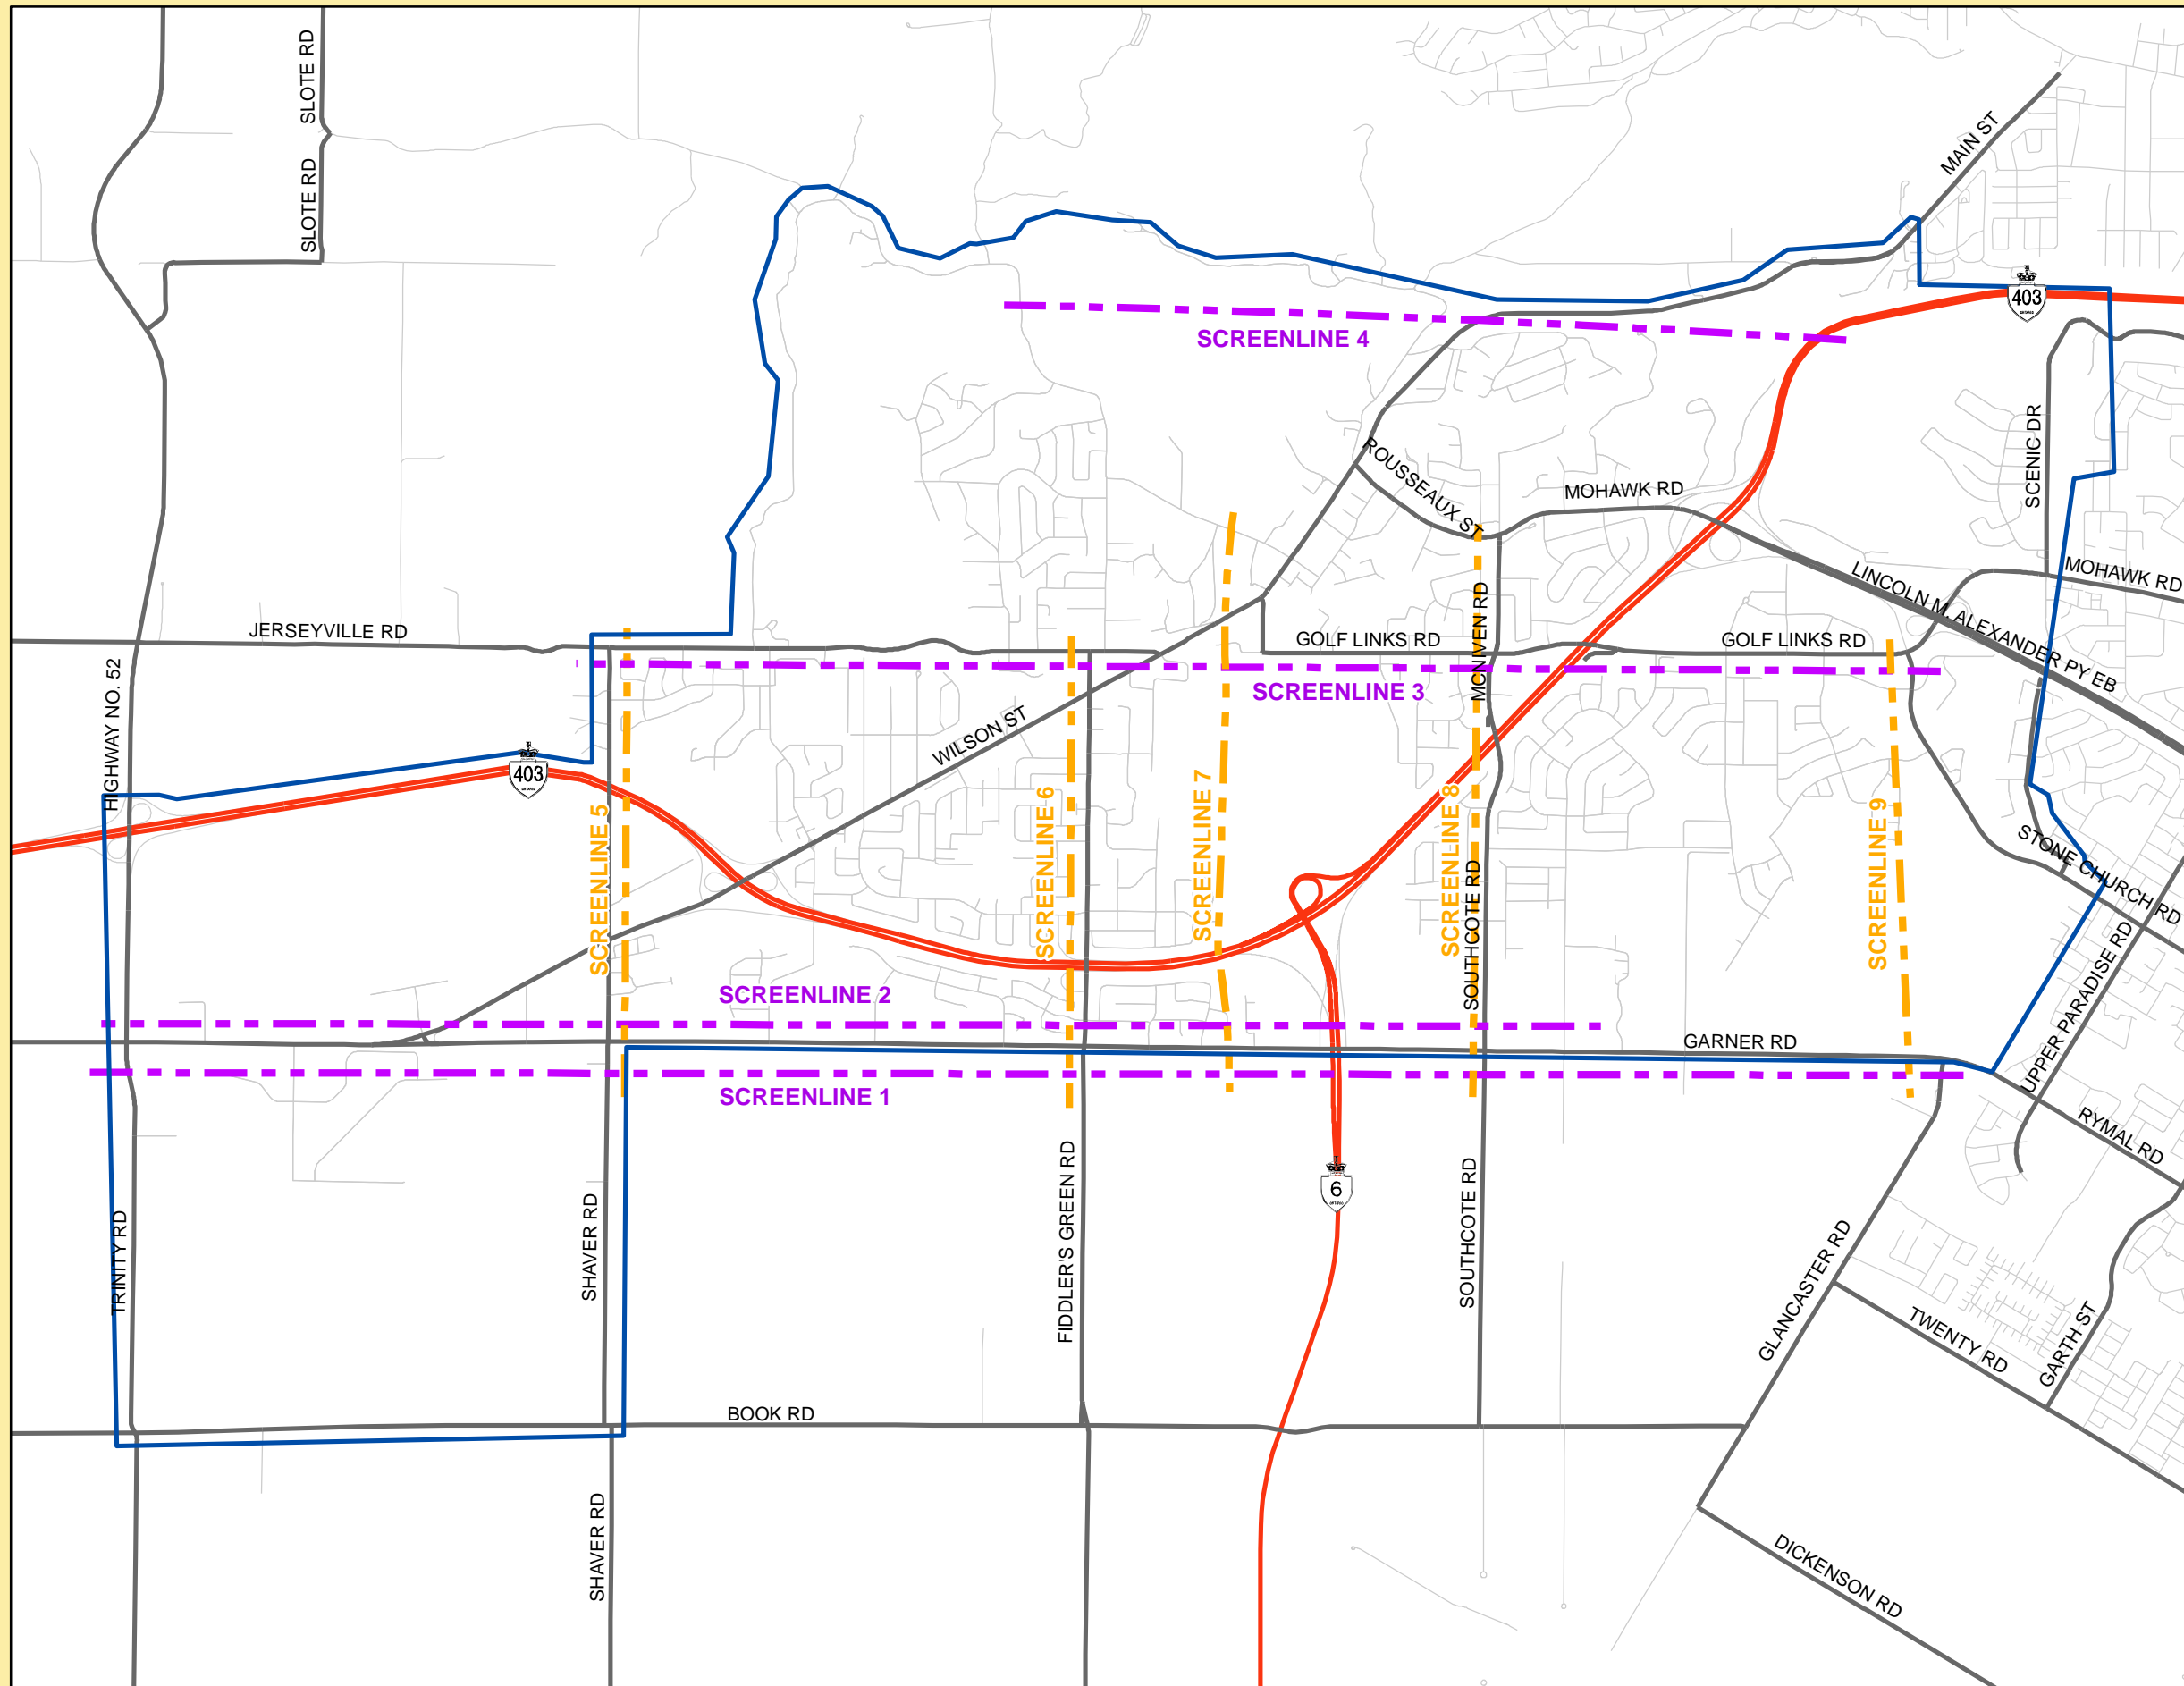 SLOTE RD
SLOTE RD
MAIN ST
403
SCREENLINE 4
SCENIC DR
ROUSSEAUX ST
MOHAWK RD
MOHAWK RD
LINCOLN M. ALEXANDER PY EB
JERSEYVILLE RD
GOLF LINKS RD
GOLF LINKS RD
MCNIVEN RD
SCREENLINE 3
HIGHWAY NO. 52
WILSON ST
403
SCREENLINE 5
SCREENLINE 6
SCREENLINE 7
SCREENLINE 8
SOUTHCOTE RD
SCREENLINE 9
STONE CHURCH RD
UPPER PARADISE RD
SCREENLINE 2
GARNER RD
SCREENLINE 1
RYMAL RD
TRINITY RD
SHAVER RD
FIDDLER'S GREEN RD
6
SOUTHCOTE RD
GLANCASTER RD
TWENTY RD
GARTH ST
BOOK RD
SHAVER RD
DICKENSON RD